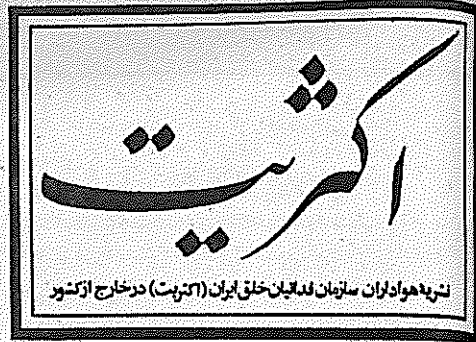 اکثریت
نشریهٔ هواداران سازمان فدائیان خلق ایران (اکثریت) در خارج از کشور